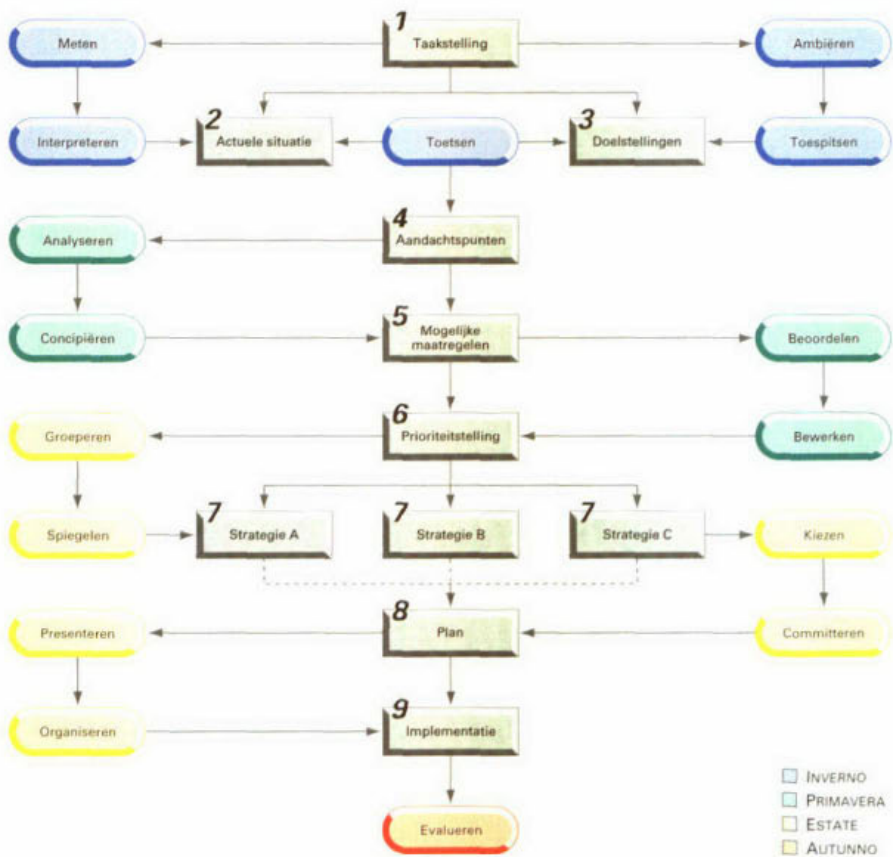 1
Meten
Taakstelling
Ambiëren
2
3
Interpreteren
Actuele situatie
Toetsen
Doelstellingen
Toespitsen
4
Analyseren
Aandachtspunten
5
Concipiëren
Mogelijke
maatregelen
Beoordelen
6
Groeperen
Prioriteitstelling
Bewerken
7
7
7
Spiegelen
Strategie A
Strategie B
Strategie C
Kiezen
8
Presenteren
Plan
Committeren
9
Organiseren
Implementatie
Evalueren
INVERNO
PRIMAVERA
ESTATE
AUTUNNO